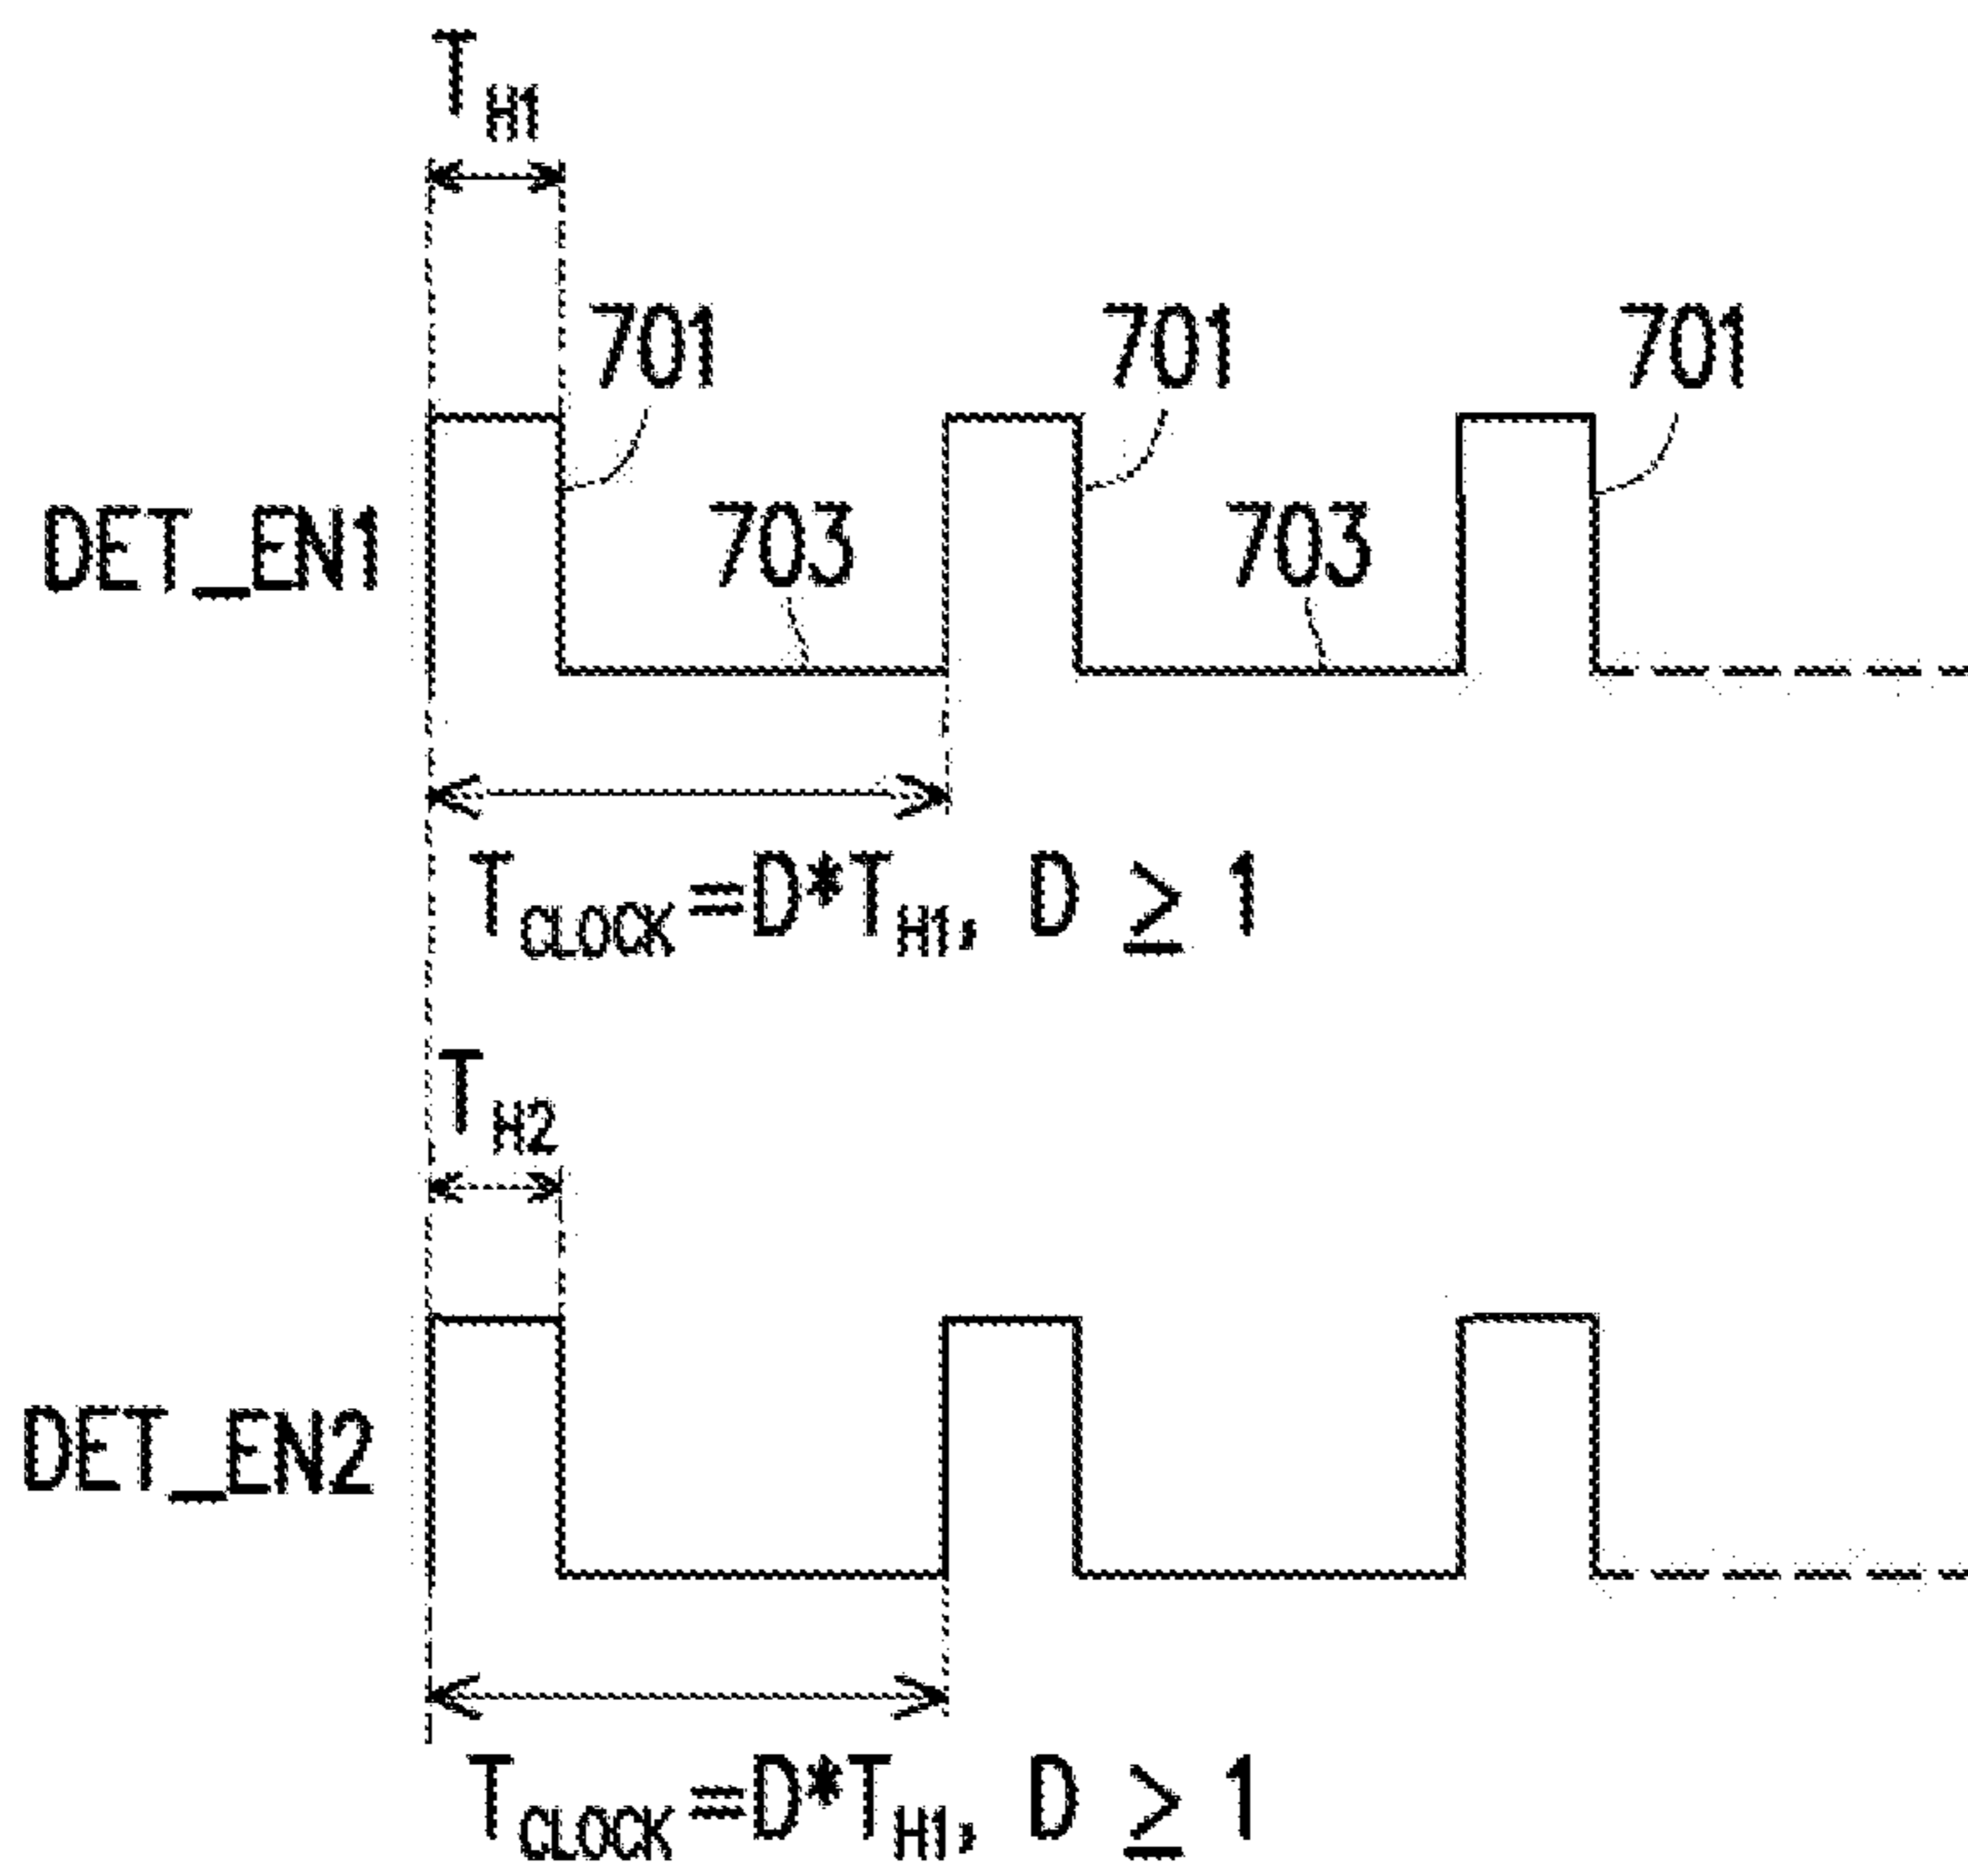 T_H1
701 701 701
DET_EN1
703 703
T_CLOCK=D*T_H1, D ≥ 1
T_H2
DET_EN2
T_CLOCK=D*T_H1, D ≥ 1